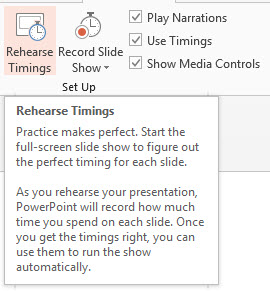 Rehearse Timings
Record Slide Show
Play Narrations
Use Timings
Show Media Controls
Set Up
Rehearse Timings
Practice makes perfect. Start the
full-screen slide show to figure out
the perfect timing for each slide.
As you rehearse your presentation,
PowerPoint will record how much
time you spend on each slide. Once
you get the timings right, you can
use them to run the show
automatically.